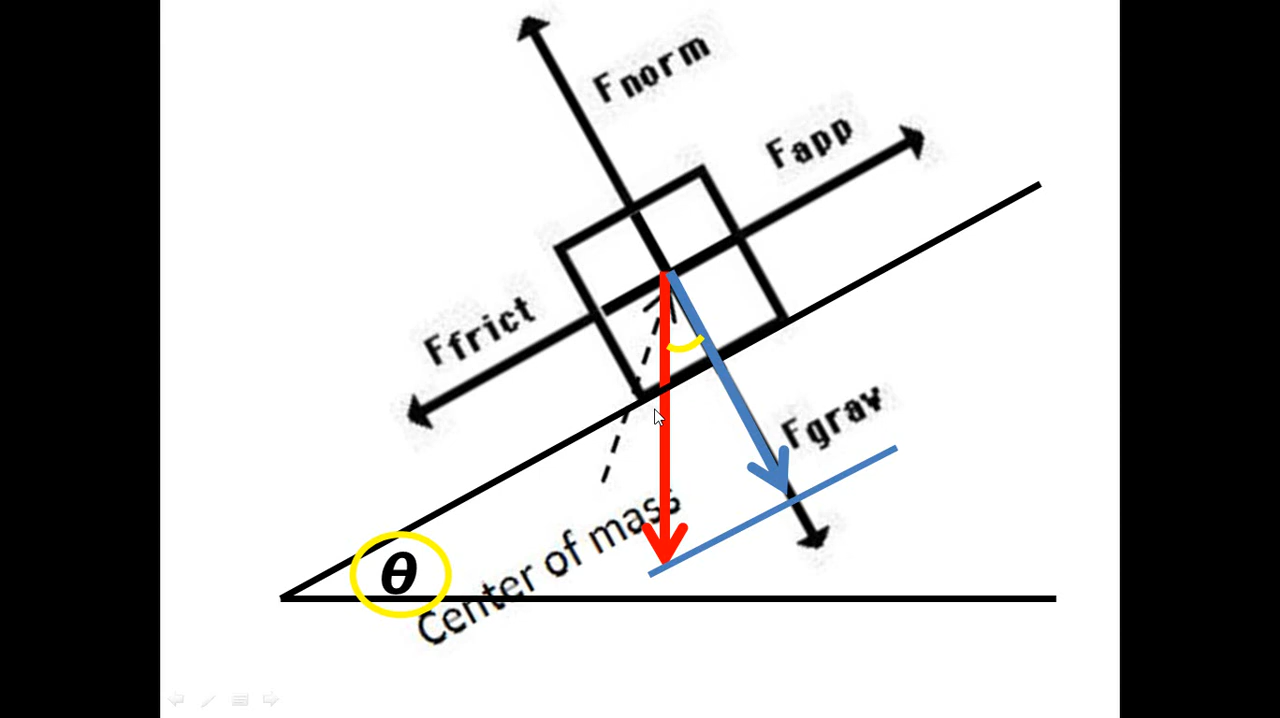 Fnorm
Fapp
Ffrict
Fgrav
Center of mass
θ